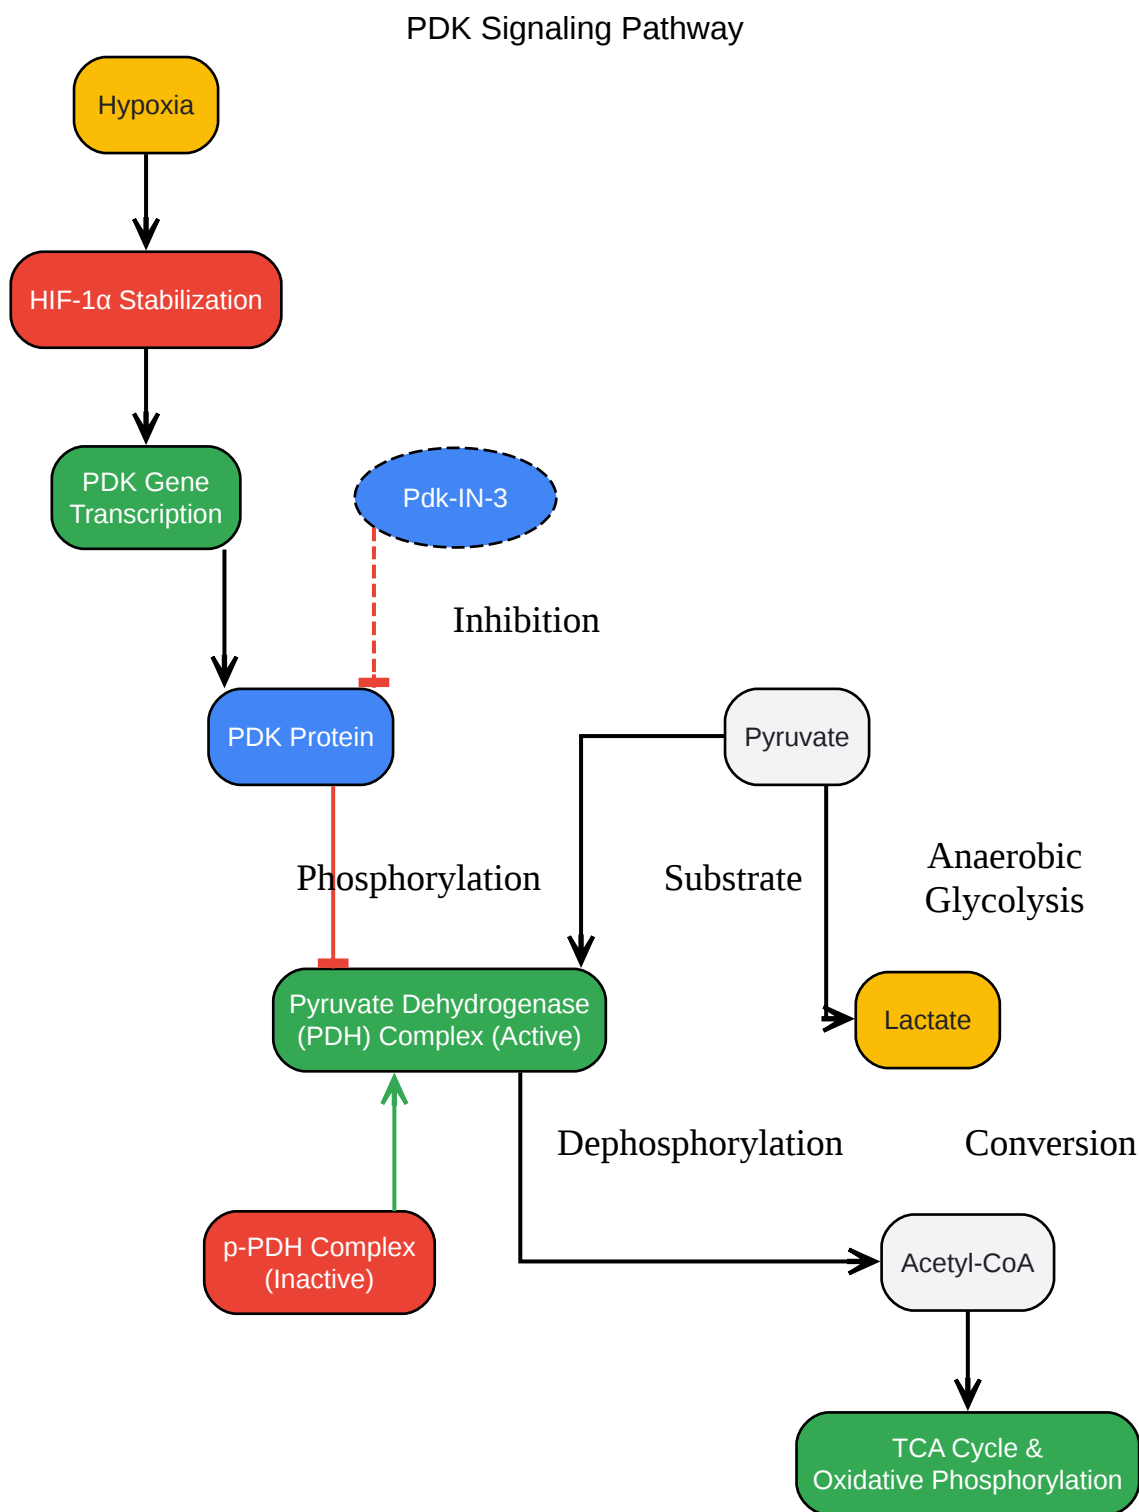 PDK Signaling Pathway
Hypoxia
HIF-1α Stabilization
PDK Gene
Transcription
Pdk-IN-3
Inhibition
PDK Protein
Pyruvate
Phosphorylation
Substrate
Anaerobic
Glycolysis
Pyruvate Dehydrogenase
(PDH) Complex (Active)
Lactate
Dephosphorylation
Conversion
p-PDH Complex
(Inactive)
Acetyl-CoA
TCA Cycle &
Oxidative Phosphorylation